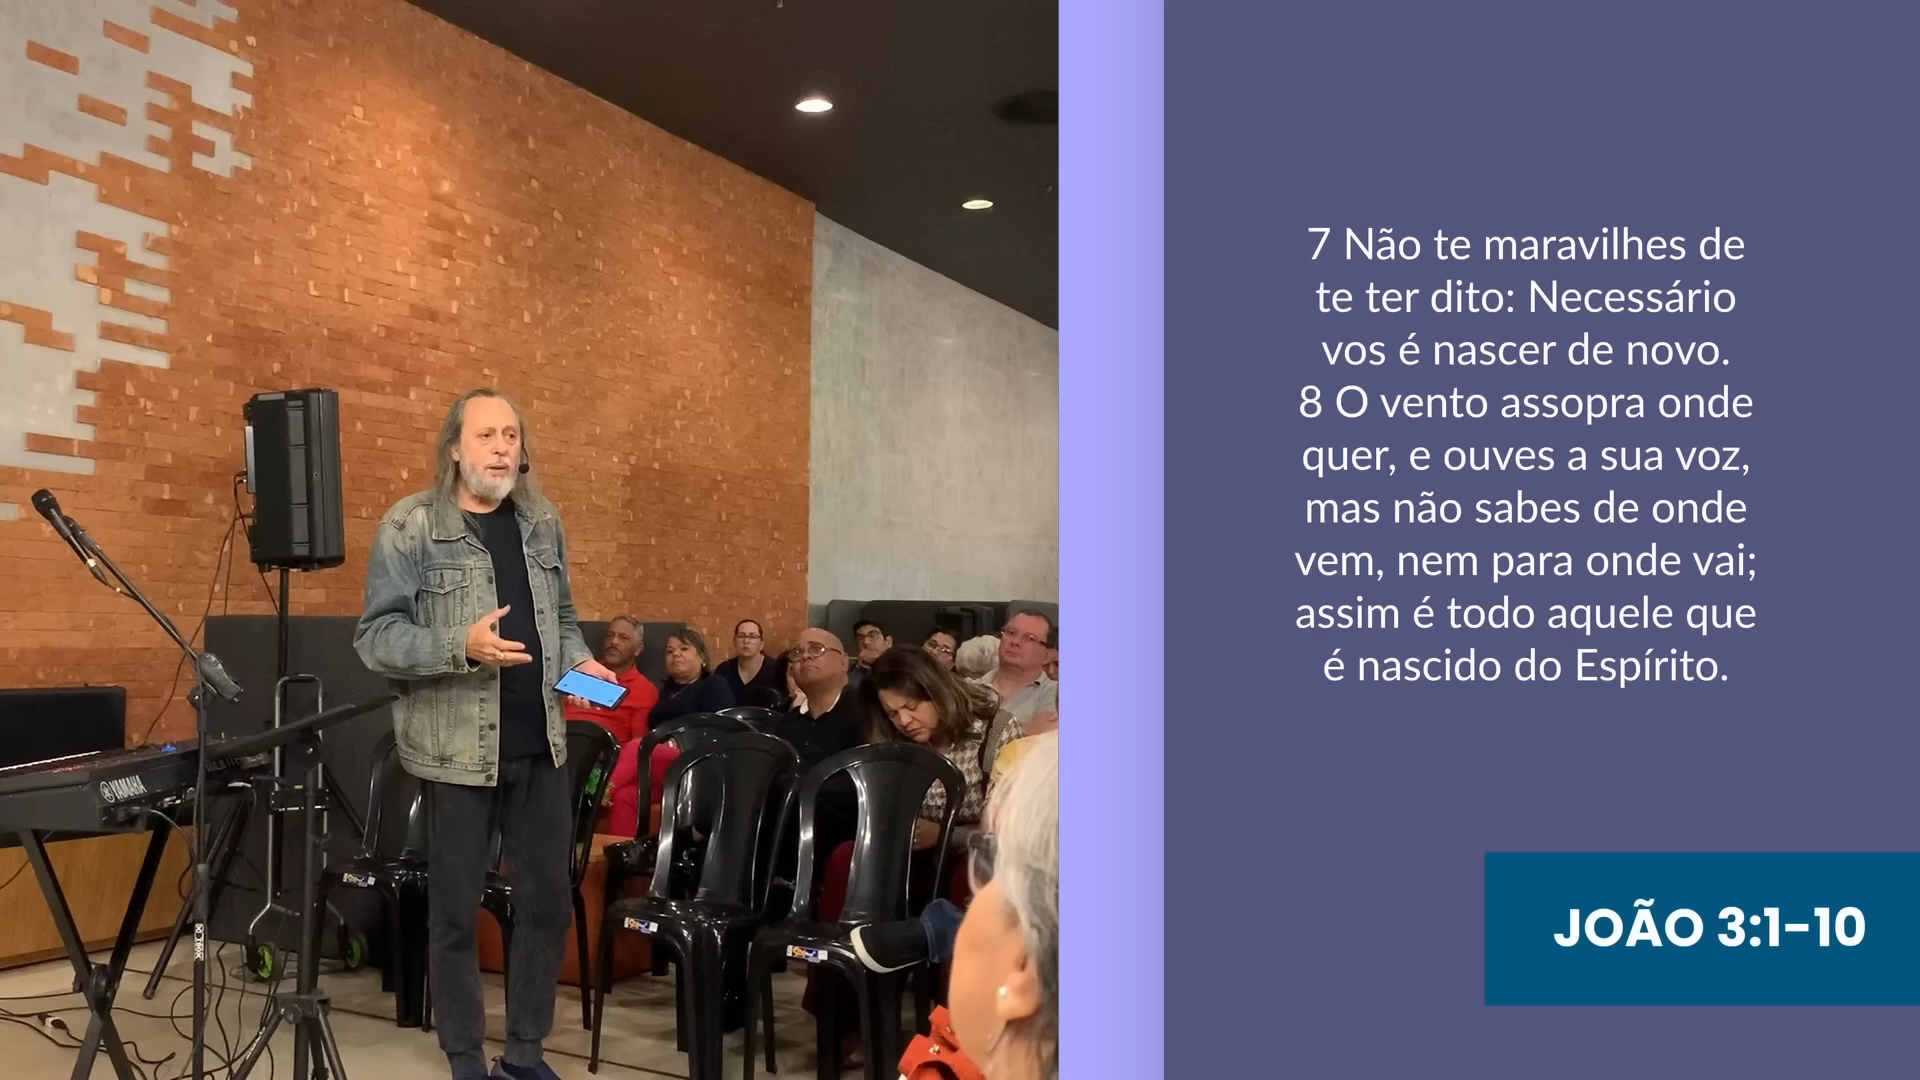 7 Não te maravilhes de
te ter dito: Necessário
vos é nascer de novo.
8 O vento assopra onde
quer, e ouves a sua voz,
mas não sabes de onde
vem, nem para onde vai;
assim é todo aquele que
é nascido do Espírito.
JOÃO 3:1-10
YAMAHA